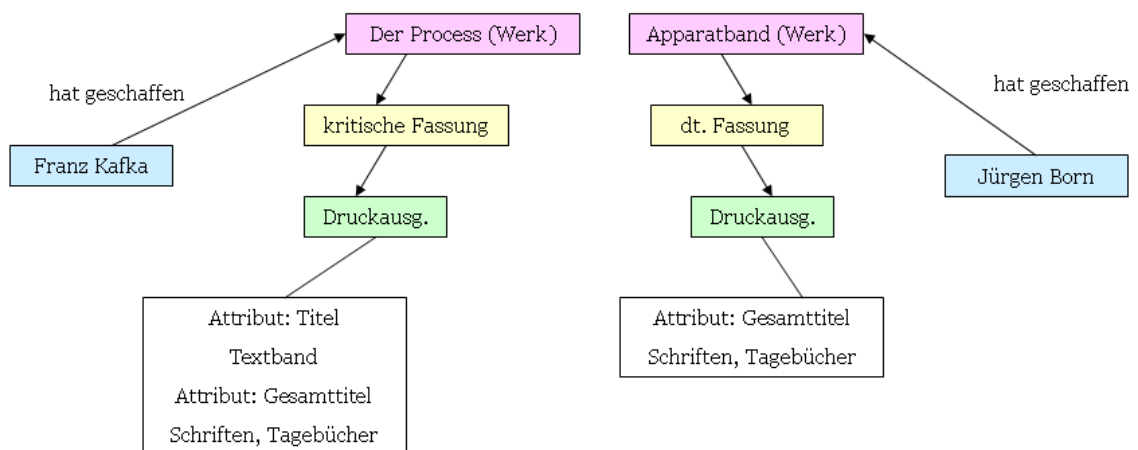 Der Process (Werk)
Apparatband (Werk)
hat geschaffen
hat geschaffen
kritische Fassung
dt. Fassung
Franz Kafka
Jürgen Born
Druckausg.
Druckausg.
Attribut: Titel
Textband
Attribut: Gesamttitel
Schriften, Tagebücher
Attribut: Gesamttitel
Schriften, Tagebücher